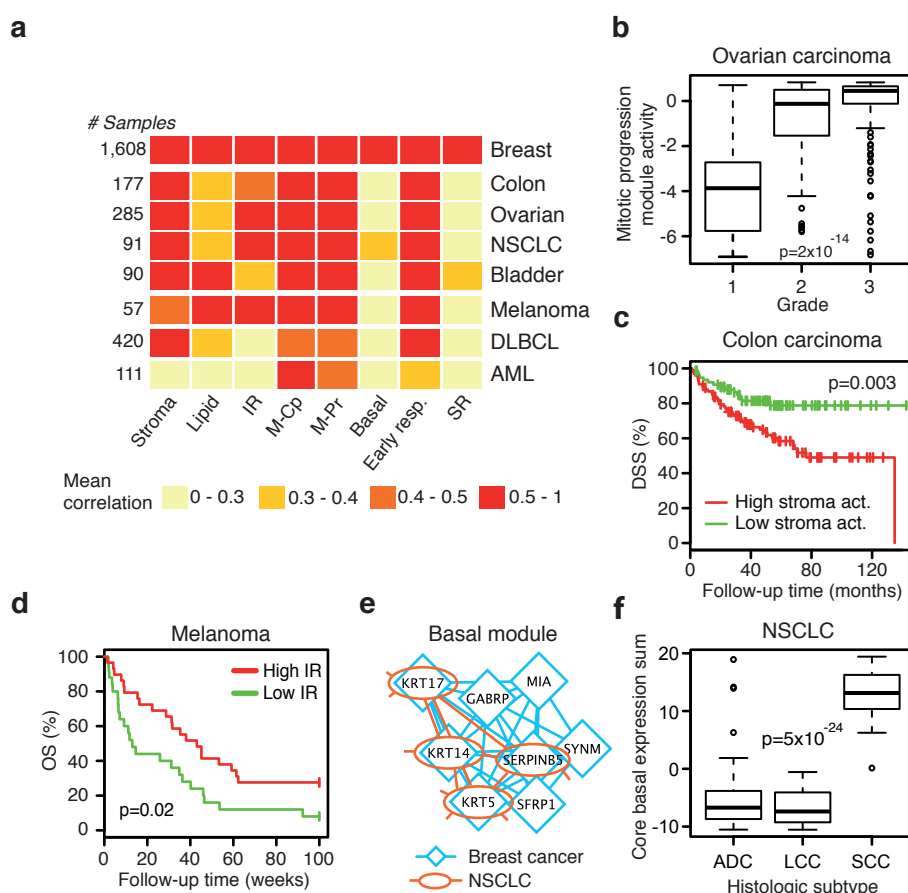 a
# Samples
1,608 Breast
177 Colon
285 Ovarian
91 NSCLC
90 Bladder
57 Melanoma
420 DLBCL
111 AML
Stroma Lipid IR M-Cp M-Pr Basal Early resp. SR
Mean
correlation
0 - 0.3 0.3 - 0.4 0.4 - 0.5 0.5 - 1
b
Ovarian carcinoma
Mitotic progression
module activity
0
-2
-4
-6
p=2x10-14
1 2 3
Grade
c
Colon carcinoma
DSS (%)
100
80
60
40
20
0
p=0.003
High stroma act.
Low stroma act.
0 40 80 120
Follow-up time (months)
d
Melanoma
OS (%)
100
80
60
40
20
0
High IR
Low IR
p=0.02
0 20 40 60 80 100
Follow-up time (weeks)
e
Basal module
KRT17
GABRP
MIA
KRT14
SERPINB5
SYNM
KRT5
SFRP1
Breast cancer
NSCLC
f
NSCLC
Core basal expression sum
20
10
0
-10
p=5x10-24
ADC LCC SCC
Histologic subtype